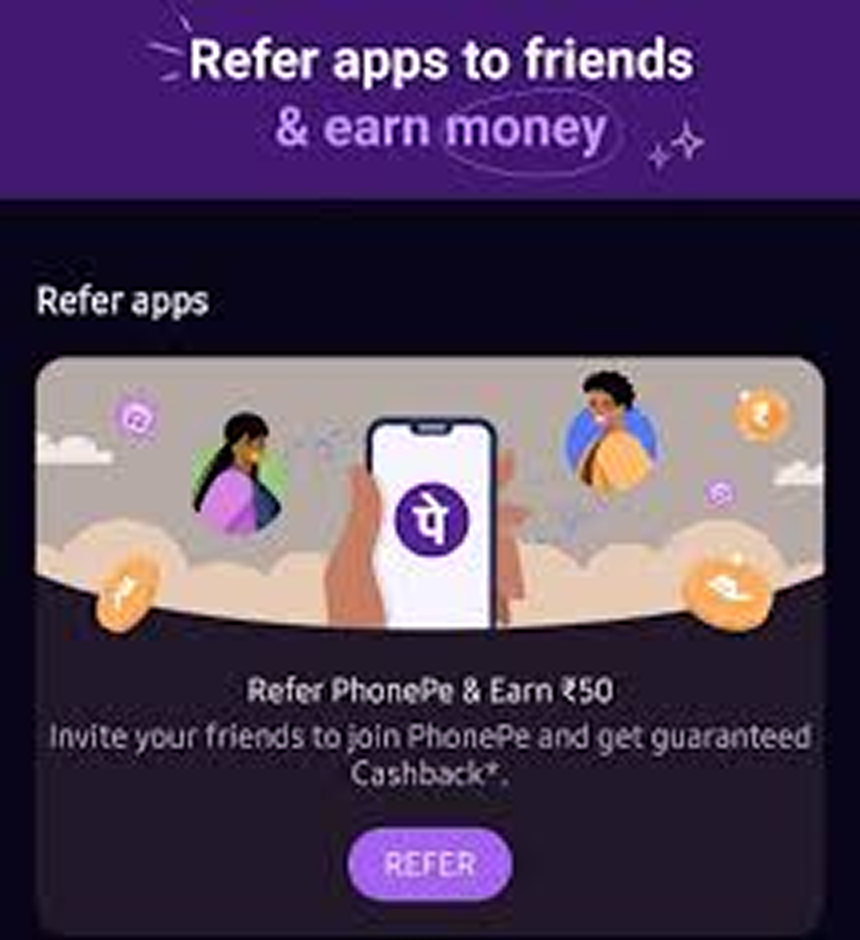 Refer apps to friends
& earn money
Refer apps
पे
Refer PhonePe & Earn ₹50
Invite your friends to join PhonePe and get guaranteed
Cashback*.
REFER